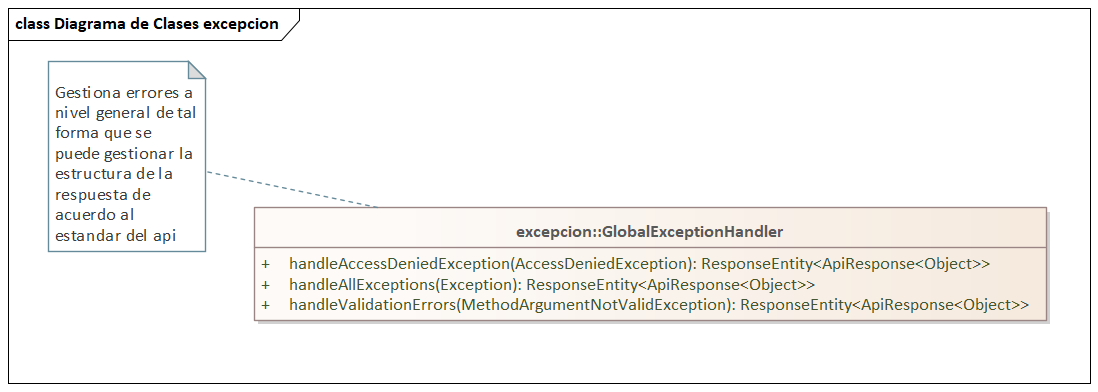 class Diagrama de Clases excepcion
Gestiona errores a
nivel general de tal
forma que se
puede gestionar la
estructura de la
respuesta de
acuerdo al
estandar del api
excepcion::GlobalExceptionHandler
+ handleAccessDeniedException(AccessDeniedException): ResponseEntity<ApiResponse<Object>>
+ handleAllExceptions(Exception): ResponseEntity<ApiResponse<Object>>
+ handleValidationErrors(MethodArgumentNotValidException): ResponseEntity<ApiResponse<Object>>